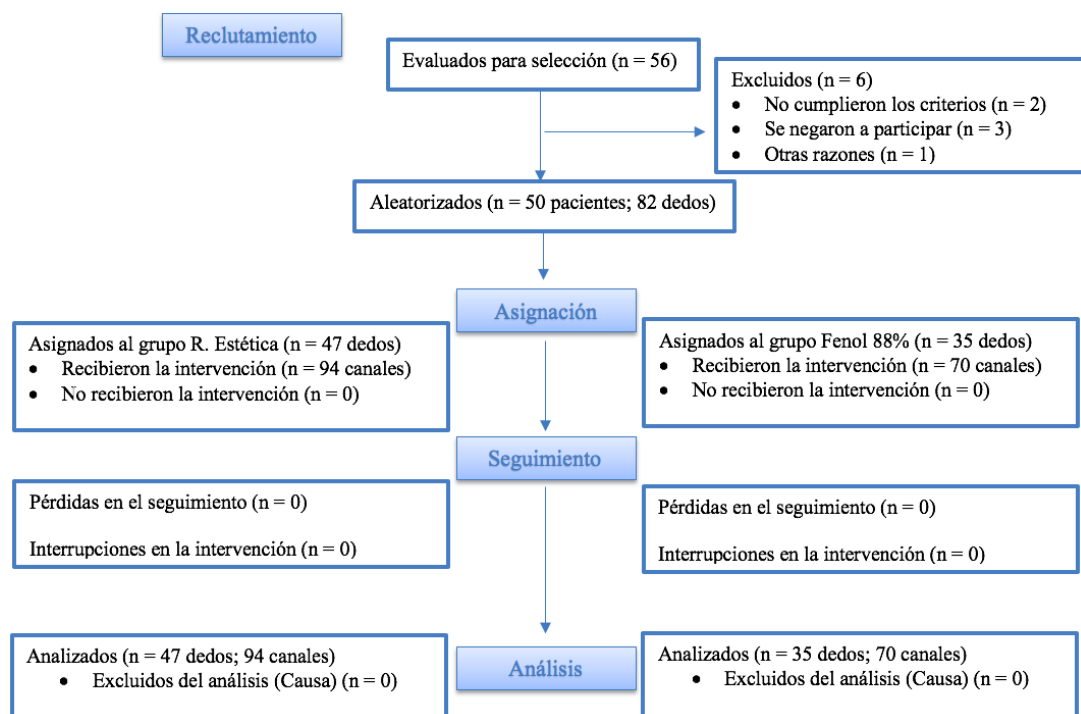 Reclutamiento
Evaluados para selección (n = 56)
Excluidos (n = 6)
• No cumplieron los criterios (n = 2)
• Se negaron a participar (n = 3)
• Otras razones (n = 1)
Aleatorizados (n = 50 pacientes; 82 dedos)
Asignación
Asignados al grupo R. Estética (n = 47 dedos)
• Recibieron la intervención (n = 94 canales)
• No recibieron la intervención (n = 0)
Asignados al grupo Fenol 88% (n = 35 dedos)
• Recibieron la intervención (n = 70 canales)
• No recibieron la intervención (n = 0)
Seguimiento
Pérdidas en el seguimiento (n = 0)
Interrupciones en la intervención (n = 0)
Pérdidas en el seguimiento (n = 0)
Interrupciones en la intervención (n = 0)
Análisis
Analizados (n = 47 dedos; 94 canales)
• Excluidos del análisis (Causa) (n = 0)
Analizados (n = 35 dedos; 70 canales)
• Excluidos del análisis (Causa) (n = 0)